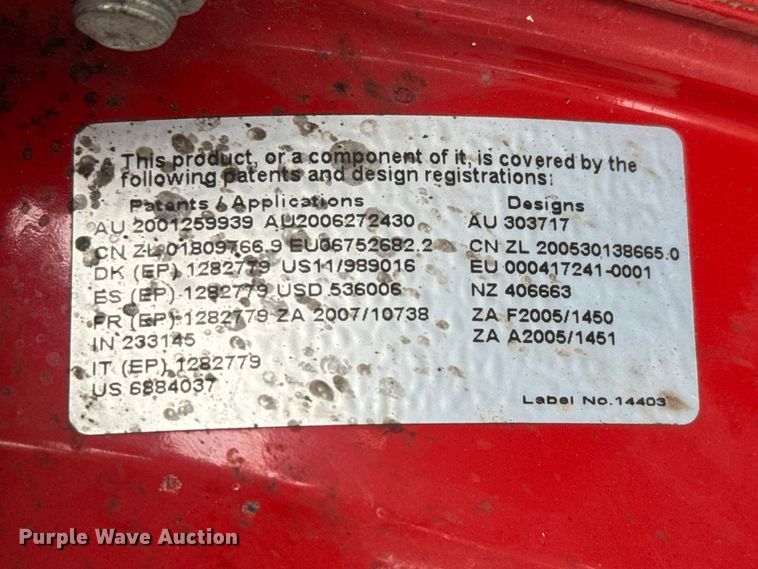 This product, or a component of it, is covered by the
following patents and design registrations:
Patents / Applications
AU 2001259939 AU2006272430
CN ZL 01809766.9 EU06752682.2
DK (EP) 1282779 US11/989016
ES (EP) 1282779 USD 536006
FR (EP) 1282779 ZA 2007/10738
IN 233145
IT (EP) 1282779
US 6884037
Designs
AU 303717
CN ZL 200530138665.0
EU 000417241-0001
NZ 406663
ZA F2005/1450
ZA A2005/1451
Label No.14403
Purple Wave Auction